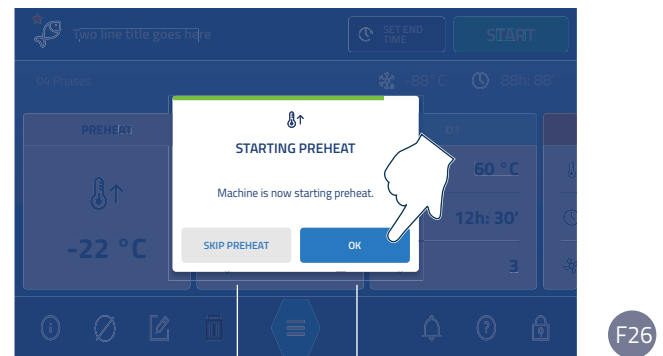 Two line title goes here
SET END
TIME
START
04 Phases
-88°C
88h: 88'
PREHEAT
STARTING PREHEAT
Machine is now starting preheat.
SKIP PREHEAT
OK
-22 °C
60 °C
12h: 30'
3
F26